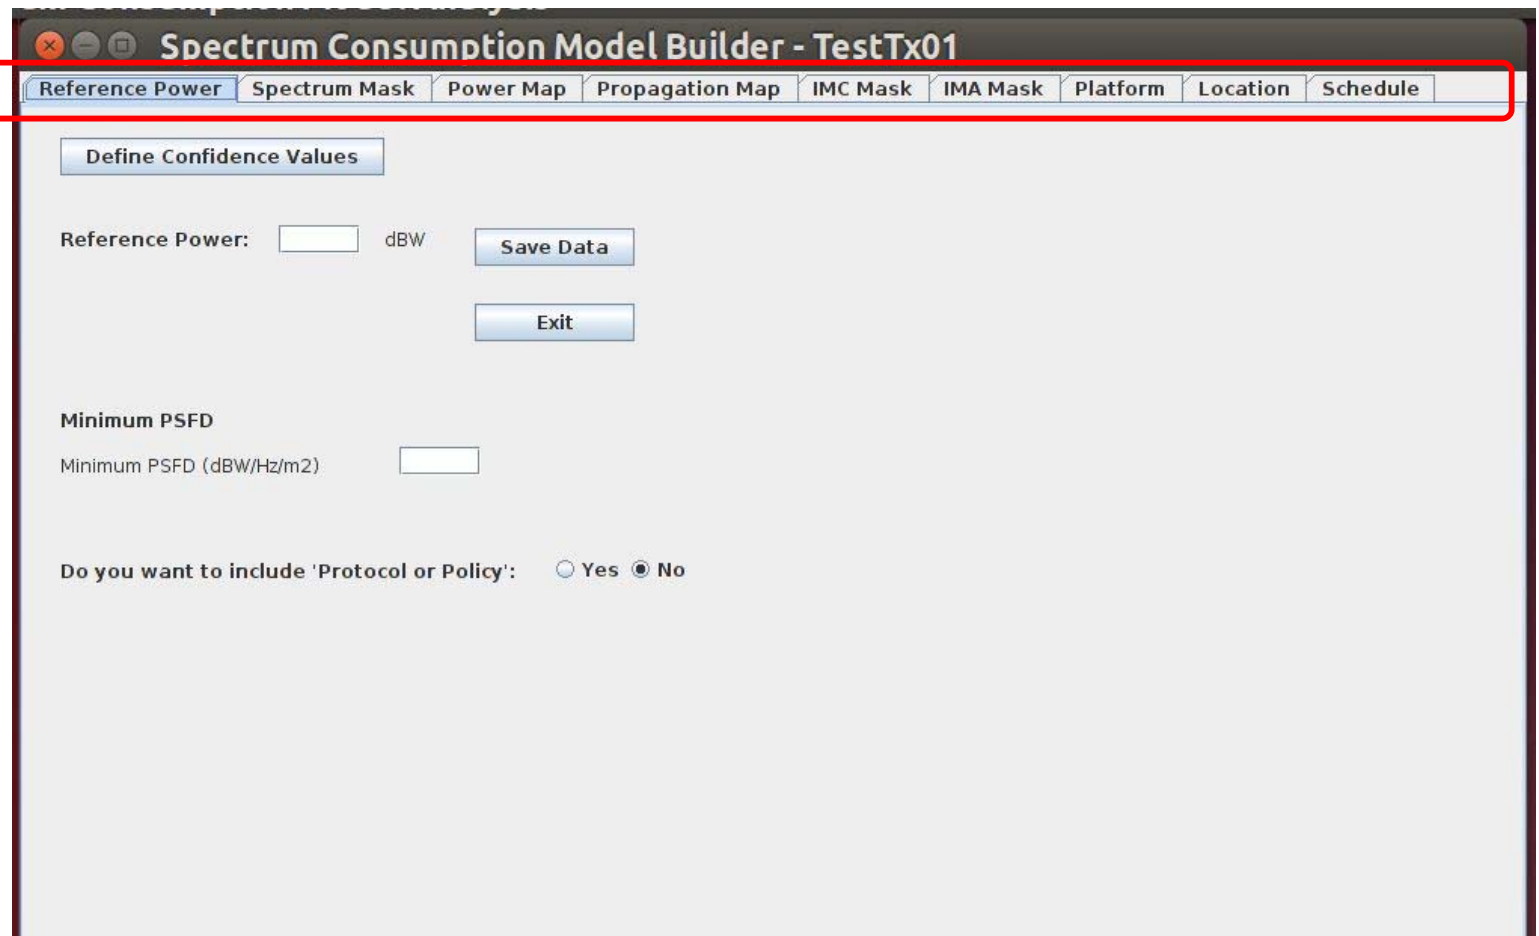 Spectrum Consumption Model Builder - TestTx01
Reference Power Spectrum Mask Power Map Propagation Map IMC Mask IMA Mask Platform Location Schedule
Define Confidence Values
Reference Power: dBW Save Data
Exit
Minimum PSFD
Minimum PSFD (dBW/Hz/m2)
Do you want to include 'Protocol or Policy': Yes No